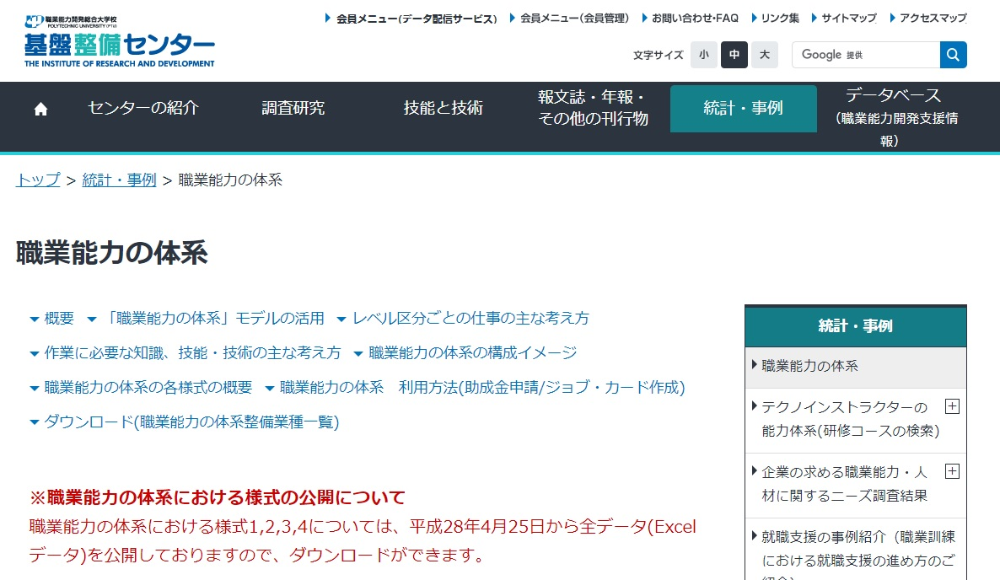 職業能力開発総合大学校
POLYTECHNIC UNIVERSITY (PTU)
基盤整備センター
THE INSTITUTE OF RESEARCH AND DEVELOPMENT
会員メニュー(データ配信サービス) 会員メニュー(会員管理) お問い合わせ・FAQ リンク集 サイトマップ アクセスマップ
文字サイズ 小 中 大 Google 提供
センターの紹介
調査研究
技能と技術
報文誌・年報・
その他の刊行物
統計・事例
データベース
（職業能力開発支援情
報）
トップ > 統計・事例 > 職業能力の体系
職業能力の体系
概要 「職業能力の体系」モデルの活用 レベル区分ごとの仕事の主な考え方
作業に必要な知識、技能・技術の主な考え方 職業能力の体系の構成イメージ
職業能力の体系の各様式の概要 職業能力の体系　利用方法(助成金申請/ジョブ・カード作成)
ダウンロード(職業能力の体系整備業種一覧)
※職業能力の体系における様式の公開について
職業能力の体系における様式1,2,3,4については、平成28年4月25日から全データ(Excel
データ)を公開しておりますので、ダウンロードができます。
統計・事例
職業能力の体系
テクノインストラクターの
能力体系(研修コースの検索)
企業の求める職業能力・人
材に関するニーズ調査結果
就職支援の事例紹介（職業訓練
における就職支援の進め方のご
紹介）